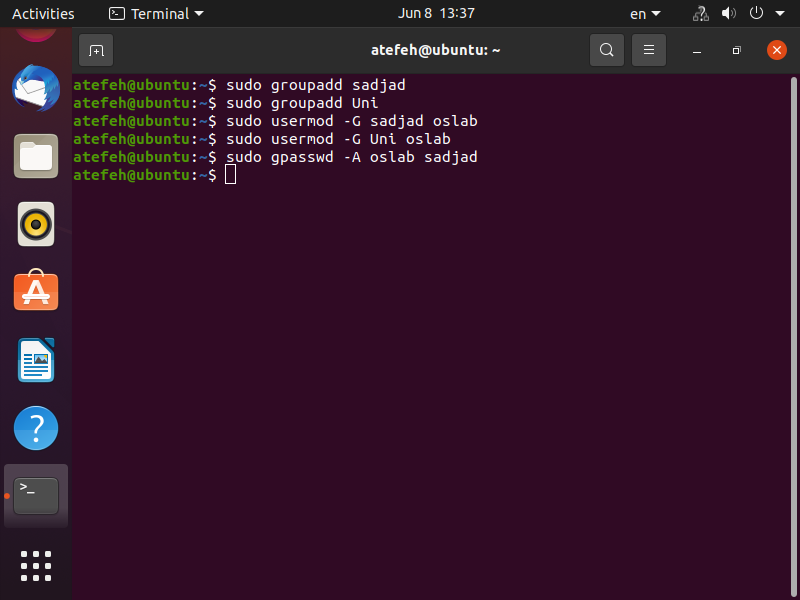 Activities Terminal Jun 8 13:37 en
atefeh@ubuntu: ~
atefeh@ubuntu:~$ sudo groupadd sadjad
atefeh@ubuntu:~$ sudo groupadd Uni
atefeh@ubuntu:~$ sudo usermod -G sadjad oslab
atefeh@ubuntu:~$ sudo usermod -G Uni oslab
atefeh@ubuntu:~$ sudo gpasswd -A oslab sadjad
atefeh@ubuntu:~$